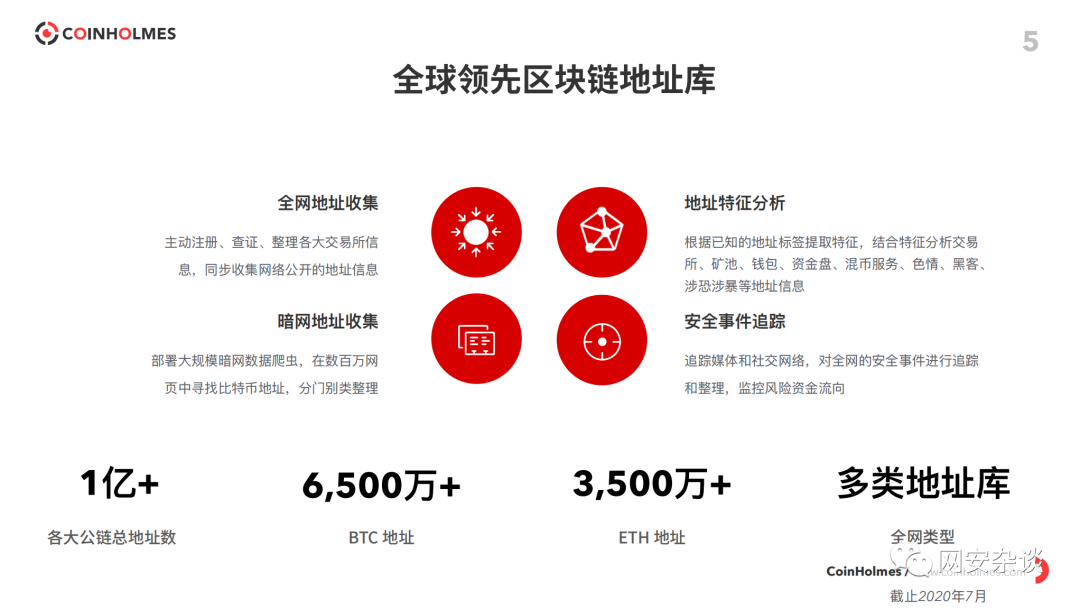 COINHOLMES
5
全球领先区块链地址库
全网地址收集
主动注册、查证、整理各大交易所信
息，同步收集网络公开的地址信息
地址特征分析
根据已知的地址标签提取特征，结合特征分析交易
所、矿池、钱包、资金盘、混币服务、色情、黑客、
涉恐涉暴等地址信息
暗网地址收集
部署大规模暗网数据爬虫，在数百万网
页中寻找比特币地址，分门别类整理
安全事件追踪
追踪媒体和社交网络，对全网的安全事件进行追踪
和整理，监控风险资金流向
1亿+
各大公链总地址数
6,500万+
BTC 地址
3,500万+
ETH 地址
多类地址库
全网类型
网安杂谈
CoinHolmes / www.coinholmes.com
截止2020年7月